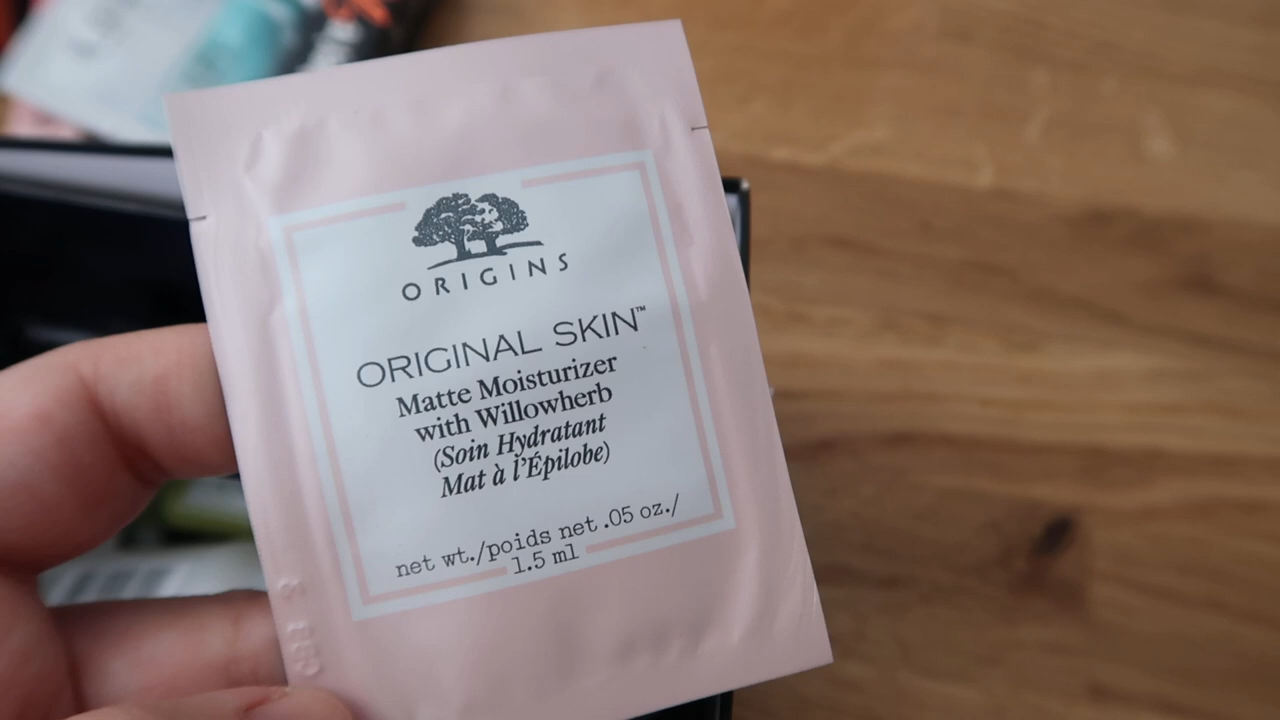 ORIGINS
ORIGINAL SKIN™
Matte Moisturizer
with Willowherb
(Soin Hydratant
Mat à l'Épilobe)
net wt./poids net .05 oz./
1.5 ml